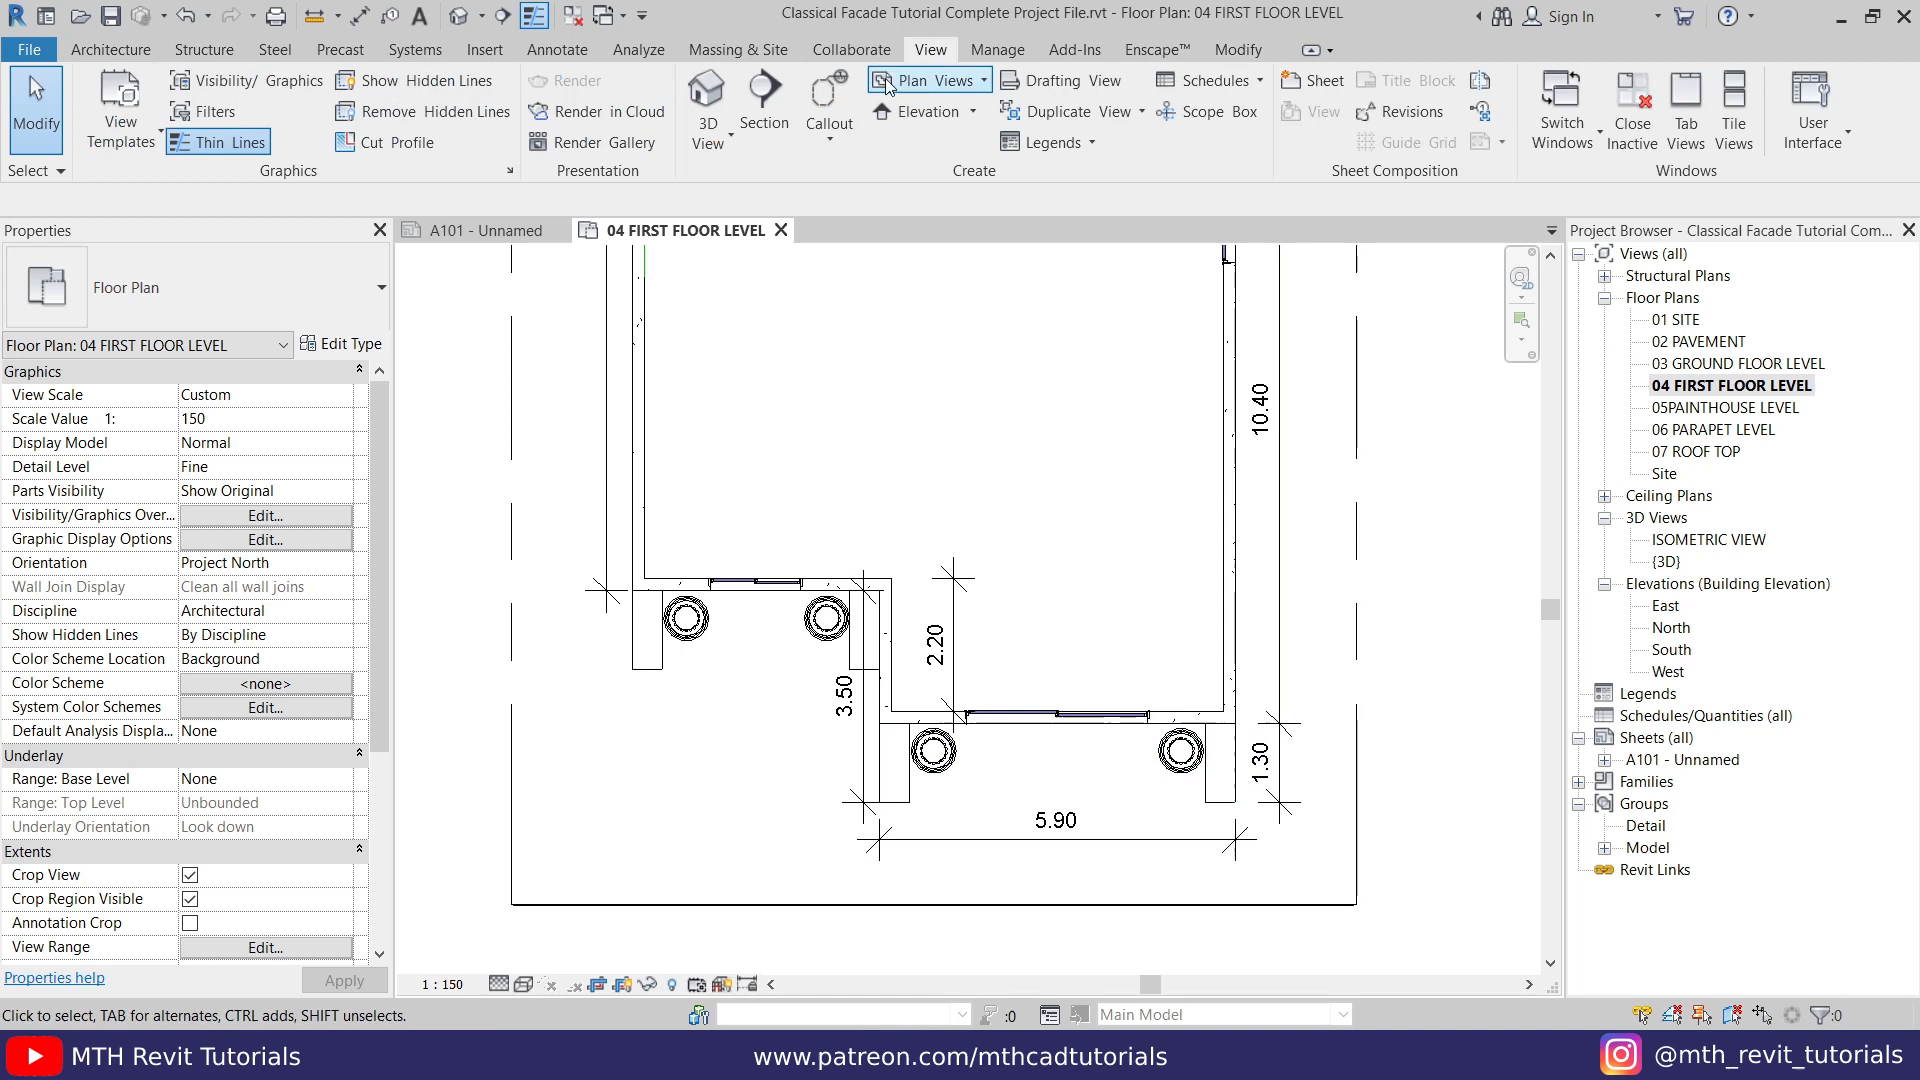 Classical Facade Tutorial Complete Project File.rvt - Floor Plan: 04 FIRST FLOOR LEVEL
Sign In
File Architecture Structure Steel Precast Systems Insert Annotate Analyze Massing & Site Collaborate View Manage Add-Ins Enscape™ Modify
Modify
View Templates
Visibility/ Graphics
Filters
Thin Lines
Show Hidden Lines
Remove Hidden Lines
Cut Profile
Render
Render in Cloud
Render Gallery
3D View
Section
Callout
Plan Views
Elevation
Drafting View
Duplicate View
Legends
Schedules
Scope Box
Sheet
View
Title Block
Revisions
Guide Grid
Switch Windows
Close Inactive
Tab Views
Tile Views
User Interface
Select
Graphics
Presentation
Create
Sheet Composition
Windows
Properties
A101 - Unnamed
04 FIRST FLOOR LEVEL
Project Browser - Classical Facade Tutorial Com...
Floor Plan
Floor Plan: 04 FIRST FLOOR LEVEL
Edit Type
Graphics
View Scale Custom
Scale Value 1: 150
Display Model Normal
Detail Level Fine
Parts Visibility Show Original
Visibility/Graphics Over... Edit...
Graphic Display Options Edit...
Orientation Project North
Wall Join Display Clean all wall joins
Discipline Architectural
Show Hidden Lines By Discipline
Color Scheme Location Background
Color Scheme <none>
System Color Schemes Edit...
Default Analysis Displa... None
Underlay
Range: Base Level None
Range: Top Level Unbounded
Underlay Orientation Look down
Extents
Crop View
Crop Region Visible
Annotation Crop
View Range Edit...
Properties help
Apply
2D
10.40
2.20
3.50
1.30
5.90
1 : 150
Views (all)
Structural Plans
Floor Plans
01 SITE
02 PAVEMENT
03 GROUND FLOOR LEVEL
04 FIRST FLOOR LEVEL
05PAINTHOUSE LEVEL
06 PARAPET LEVEL
07 ROOF TOP
Site
Ceiling Plans
3D Views
ISOMETRIC VIEW
{3D}
Elevations (Building Elevation)
East
North
South
West
Legends
Schedules/Quantities (all)
Sheets (all)
A101 - Unnamed
Families
Groups
Detail
Model
Revit Links
Click to select, TAB for alternates, CTRL adds, SHIFT unselects.
:0
Main Model
:0
MTH Revit Tutorials
www.patreon.com/mthcadtutorials
@mth_revit_tutorials